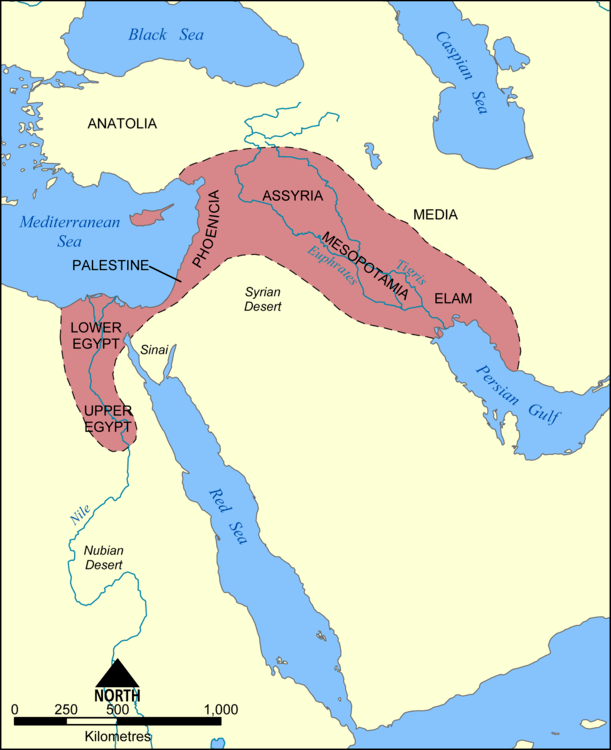 Black Sea
Caspian
Sea
ANATOLIA
ASSYRIA
MEDIA
PHOENICIA
Mediterranean
Sea
MESOPOTAMIA
Tigris
Euphrates
PALESTINE
ELAM
Syrian
Desert
LOWER
EGYPT
Sinai
Persian Gulf
UPPER
EGYPT
Red Sea
Nile
Nubian
Desert
NORTH
0 250 500 1,000
Kilometres